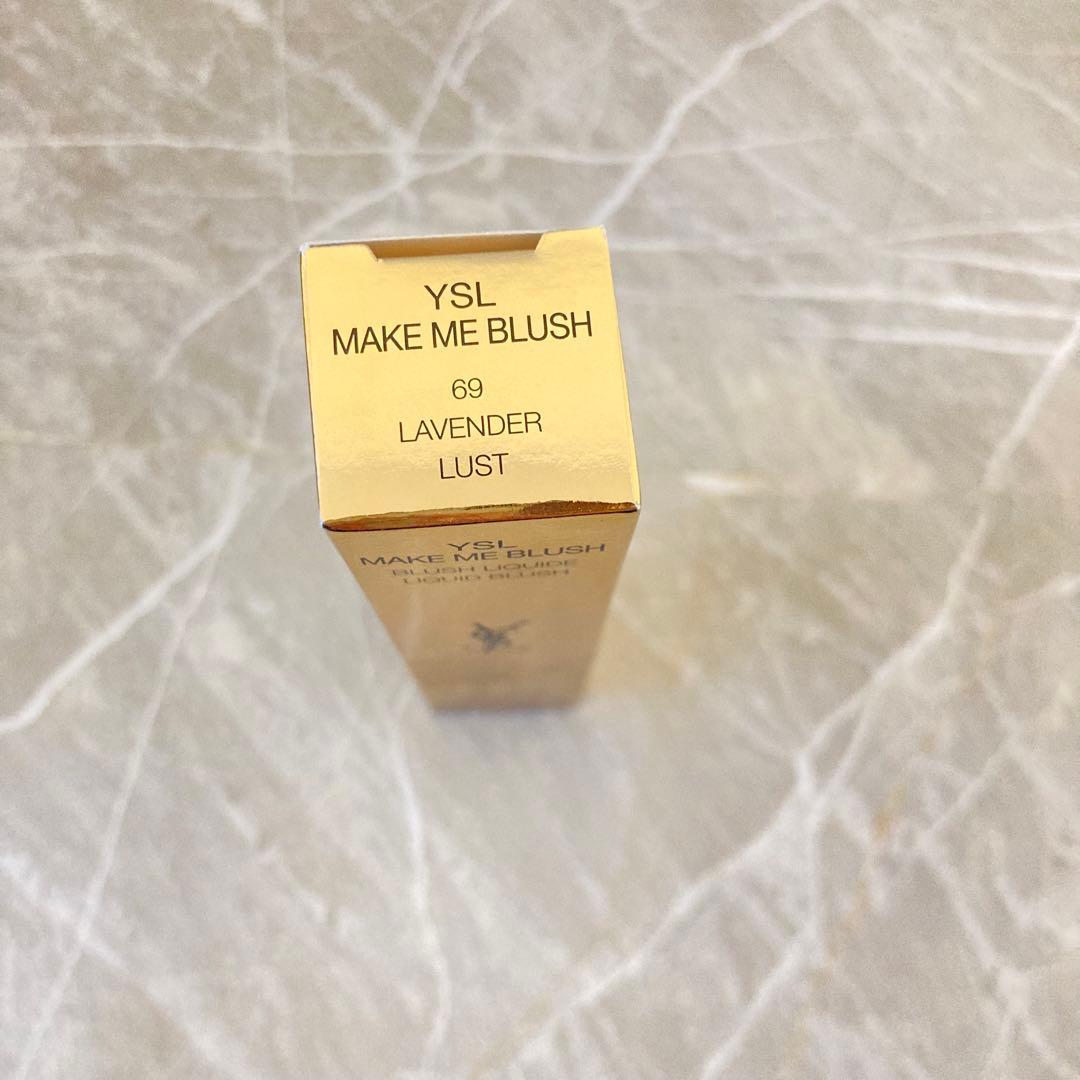 YSL
MAKE ME BLUSH
69
LAVENDER
LUST
YSL
MAKE ME BLUSH
BLUSH LIQUIDE
LIQUID BLUSH